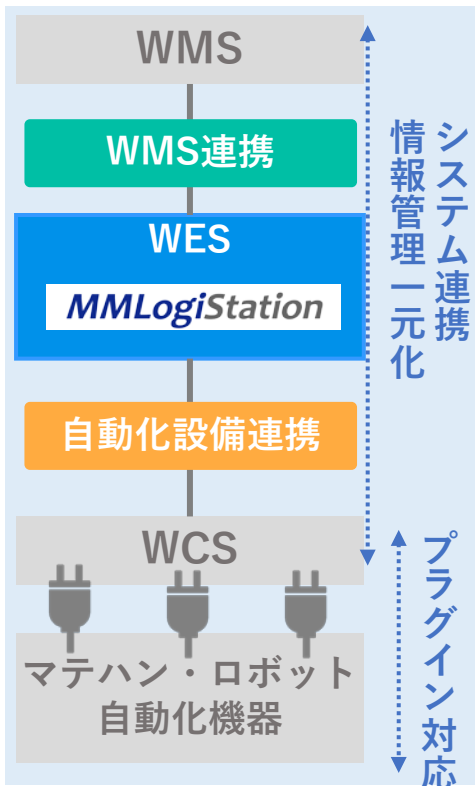 WMS
WMS連携
WES
MMLogiStation
自動化設備連携
WCS
マテハン・ロボット
自動化機器
システム連携
情報管理一元化
プラグイン対応